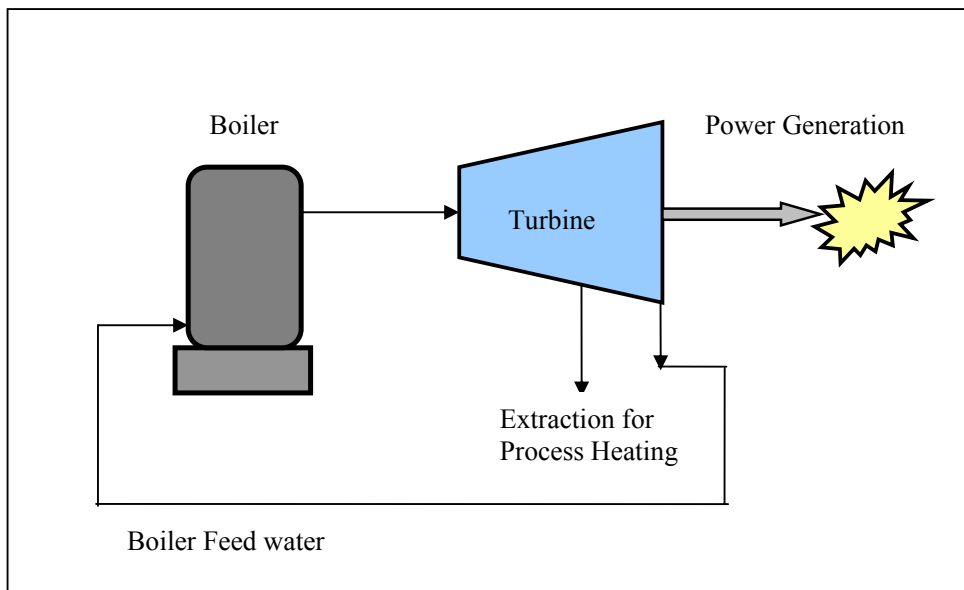 Boiler
Power Generation
Turbine
Extraction for
Process Heating
Boiler Feed water